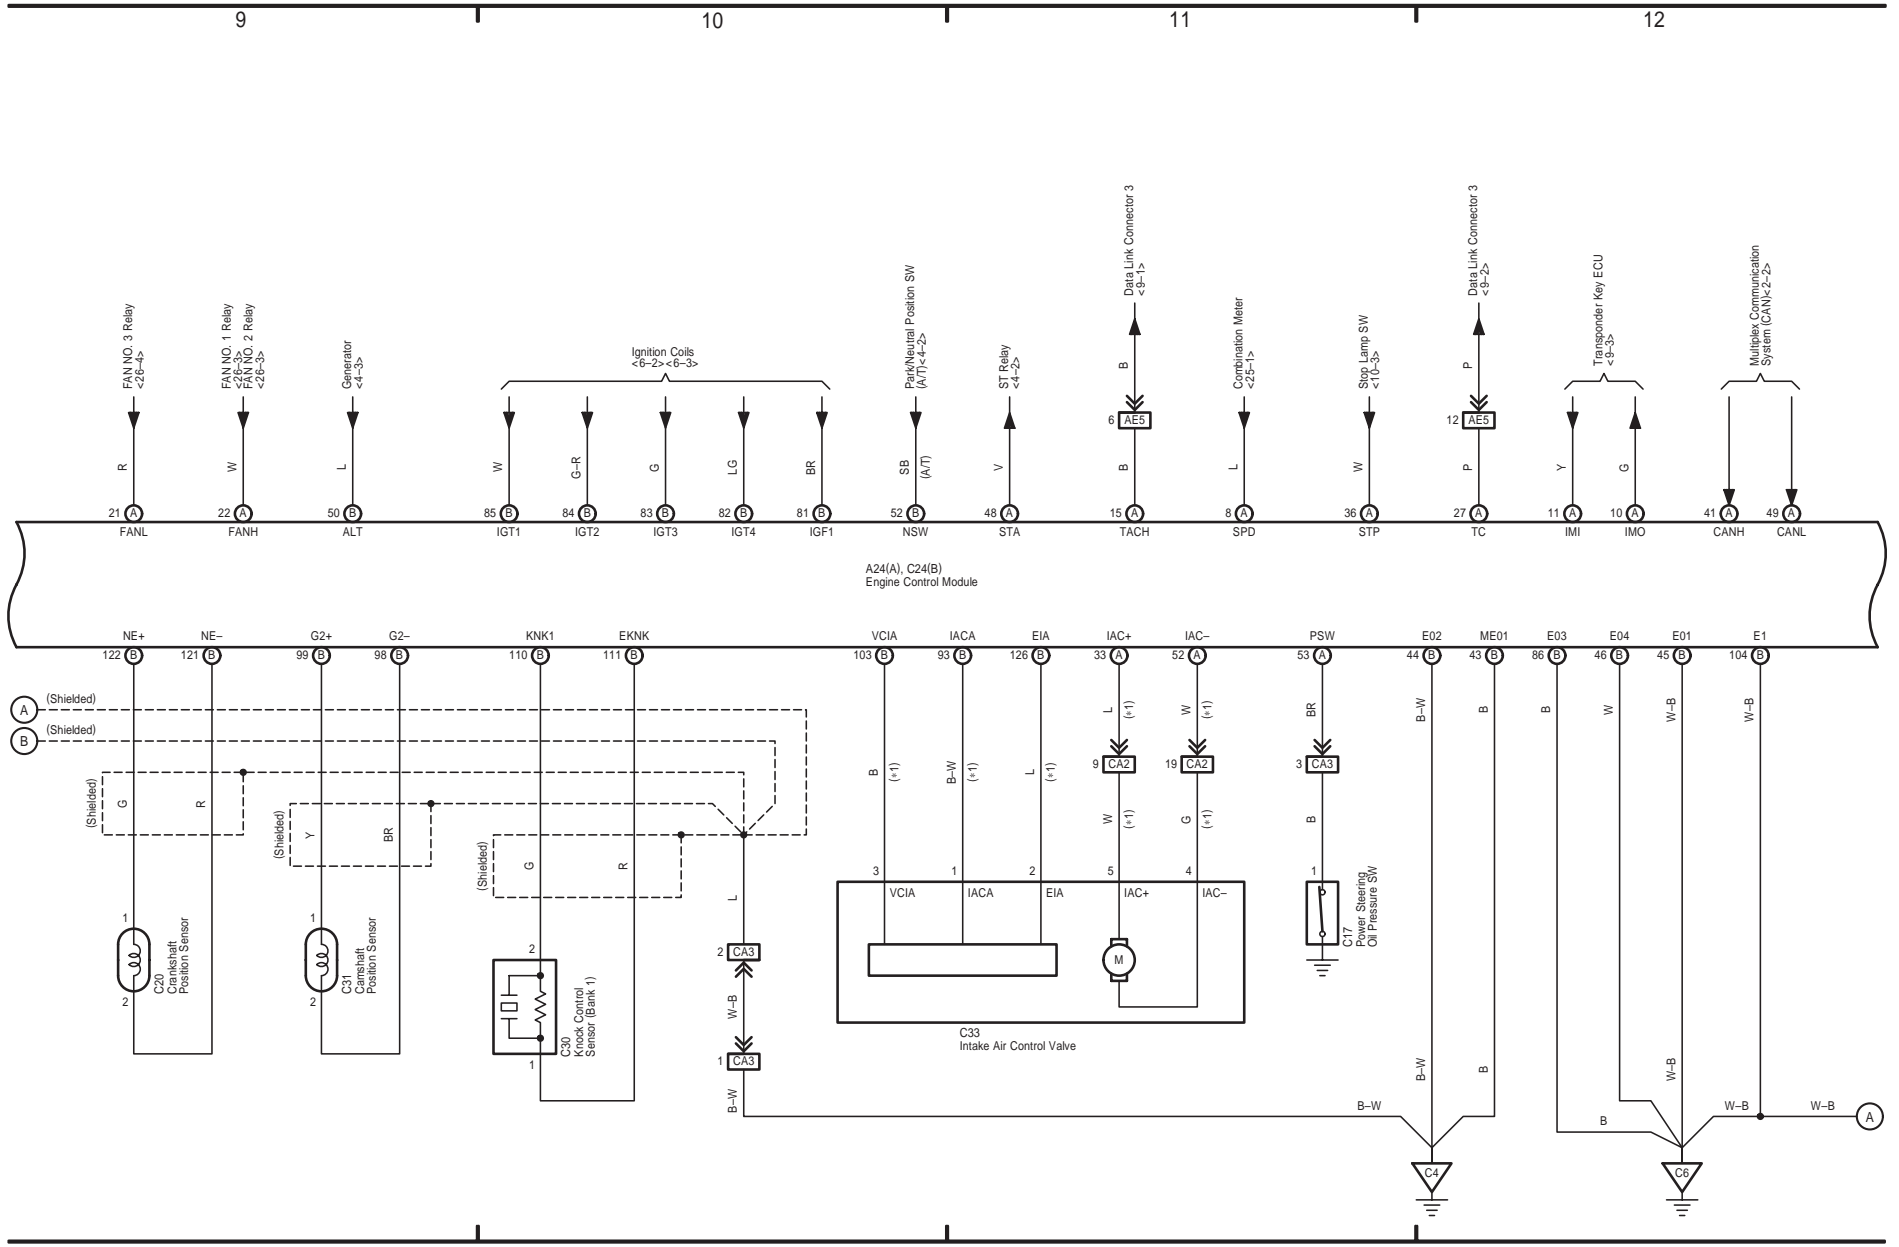 9
10
11
12
FAN NO. 3 Relay
<26–4>
FAN NO. 1 Relay
<26–3>
FAN NO. 2 Relay
<26–3>
Generator
<4–3>
Ignition Coils
<6–2><6–3>
Park/Neutral Position SW
(A/T)<4–2>
ST Relay
<4–2>
Data Link Connector 3
<9–1>
Combination Meter
<25–1>
Stop Lamp SW
<10–3>
Data Link Connector 3
<9–2>
Transponder Key ECU
<9–3>
Multiplex Communication
System (CAN)<2–2>
B
P
6 AE5
12 AE5
R
W
L
W
G–R
G
LG
BR
SB
(A/T)
V
B
L
W
P
Y
G
21 A
22 A
50 B
85 B
84 B
83 B
82 B
81 B
52 B
48 A
15 A
8 A
36 A
27 A
11 A
10 A
41 A
49 A
FANL
FANH
ALT
IGT1
IGT2
IGT3
IGT4
IGF1
NSW
STA
TACH
SPD
STP
TC
IMI
IMO
CANH
CANL
A24(A), C24(B)
Engine Control Module
NE+
NE–
G2+
G2–
KNK1
EKNK
VCIA
IACA
EIA
IAC+
IAC–
PSW
E02
ME01
E03
E04
E01
E1
122 B
121 B
99 B
98 B
110 B
111 B
103 B
93 B
126 B
33 A
52 A
53 A
44 B
43 B
86 B
46 B
45 B
104 B
A
(Shielded)
B
(Shielded)
L
(∗1)
W
(∗1)
BR
B–W
B
B
W
W–B
W–B
9 CA2
19 CA2
3 CA3
B
(∗1)
B–W
(∗1)
L
(∗1)
(Shielded)
G
R
(Shielded)
Y
BR
(Shielded)
G
R
W
(∗1)
G
(∗1)
B
3
1
2
5
4
1
VCIA
IACA
EIA
IAC+
IAC–
L
1
2
C20
Crankshaft
Position Sensor
1
2
C31
Camshaft
Position Sensor
2
1
C30
Knock Control
Sensor (Bank 1)
2 CA3
W–B
1 CA3
B–W
M
C33
Intake Air Control Valve
C17
Power Steering
Oil Pressure SW
B–W
B
W–B
B–W
B
W–B
W–B
A
C4
C6